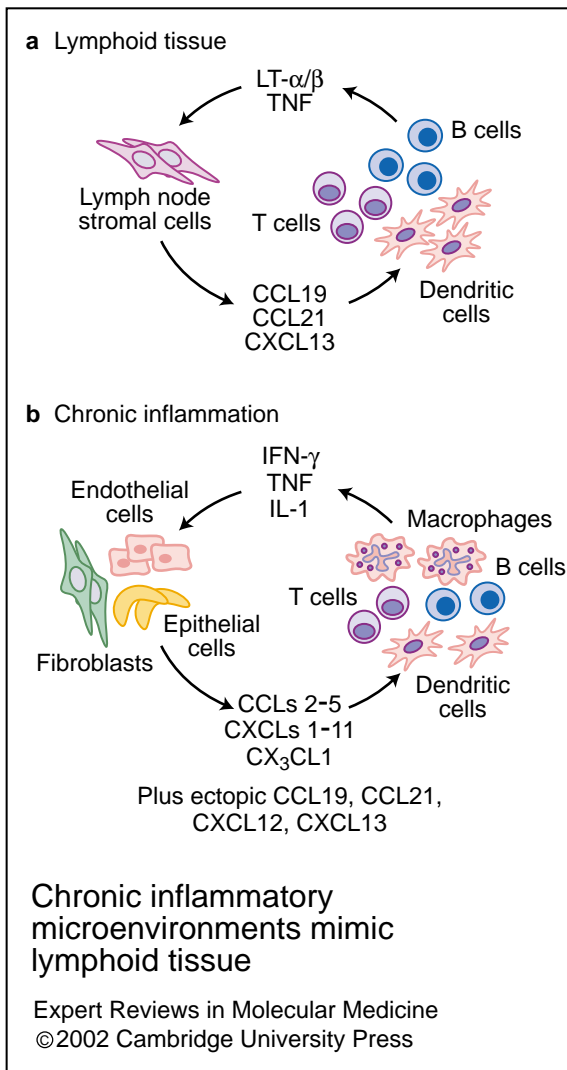 a Lymphoid tissue
LT-α/β
TNF
B cells
Lymph node
stromal cells
T cells
Dendritic
cells
CCL19
CCL21
CXCL13
b Chronic inflammation
IFN-γ
TNF
IL-1
Endothelial
cells
Macrophages
B cells
T cells
Epithelial
cells
Fibroblasts
Dendritic
cells
CCLs 2-5
CXCLs 1-11
CX₃CL1
Plus ectopic CCL19, CCL21,
CXCL12, CXCL13
Chronic inflammatory
microenvironments mimic
lymphoid tissue
Expert Reviews in Molecular Medicine
©2002 Cambridge University Press